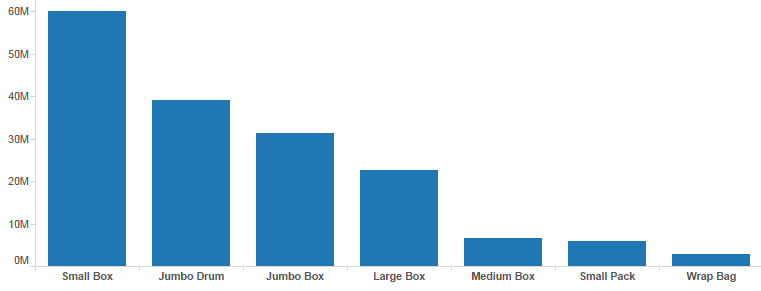 60M
50M
40M
30M
20M
10M
0M
Small Box Jumbo Drum Jumbo Box Large Box Medium Box Small Pack Wrap Bag